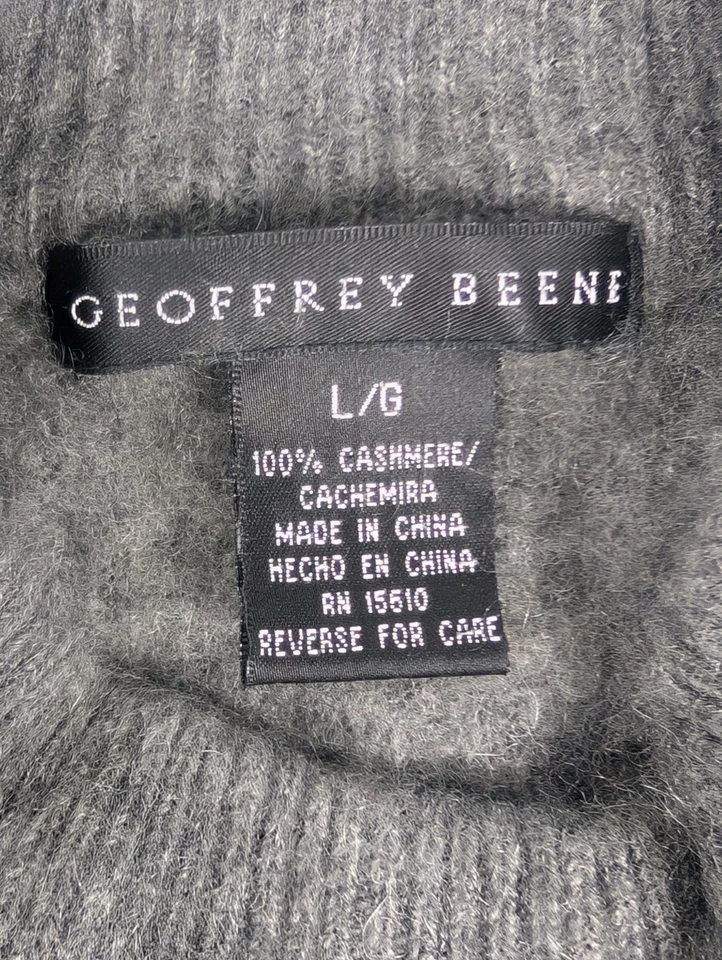 GEOFFREY BEENE
L/G
100% CASHMERE/
CACHEMIRA
MADE IN CHINA
HECHO EN CHINA
RN 15610
REVERSE FOR CARE